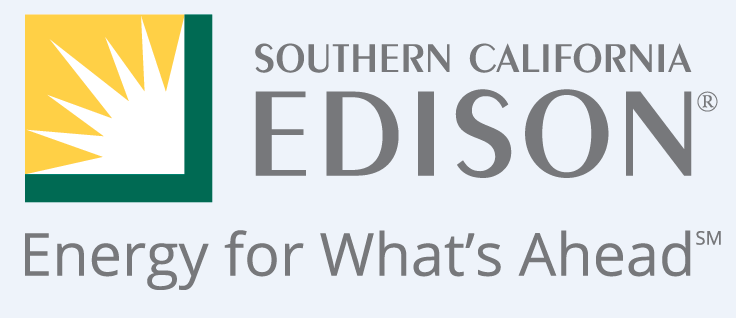 SOUTHERN CALIFORNIA
EDISON®
Energy for What's Ahead℠